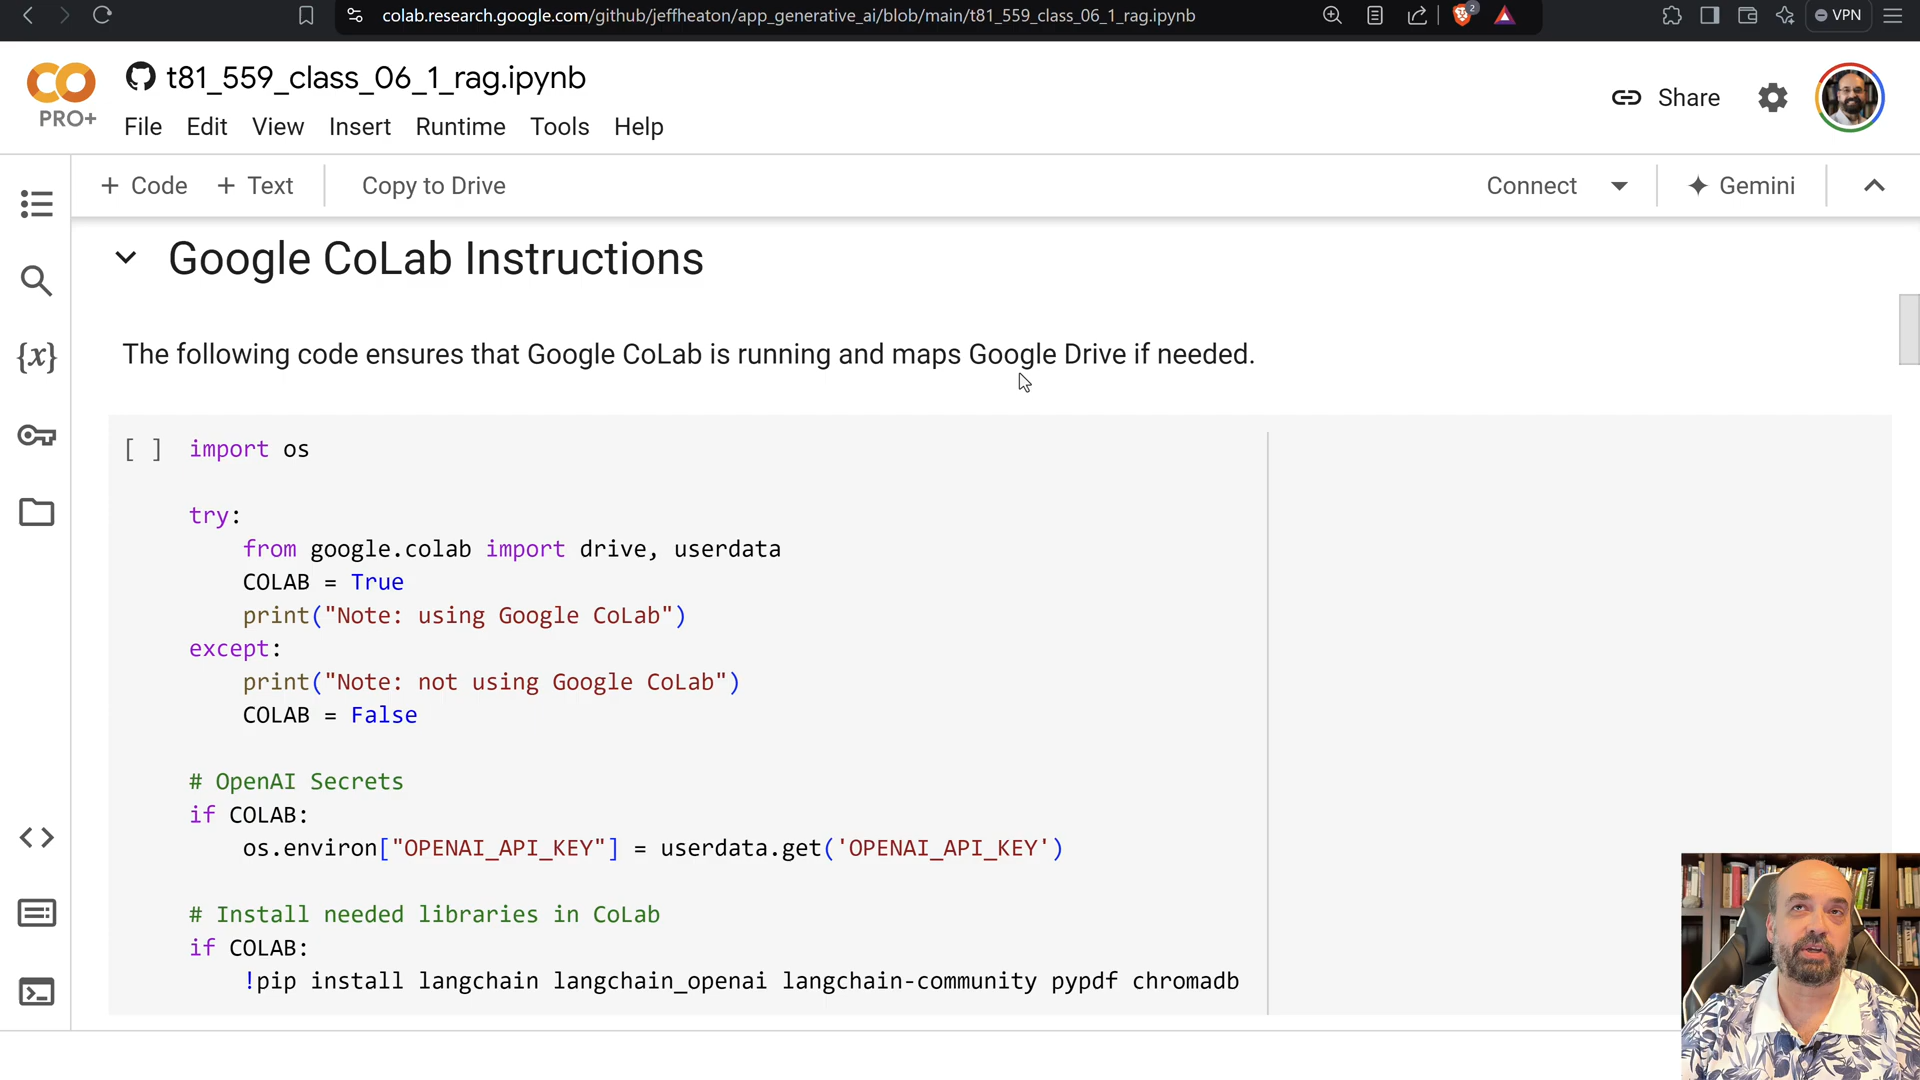 colab.research.google.com/github/jeffheaton/app_generative_ai/blob/main/t81_559_class_06_1_rag.ipynb
2
VPN
CO
PRO+
t81_559_class_06_1_rag.ipynb
Share
File Edit View Insert Runtime Tools Help
+ Code + Text Copy to Drive Connect Gemini
Google CoLab Instructions
The following code ensures that Google CoLab is running and maps Google Drive if needed.
[ ] import os
try:
from google.colab import drive, userdata
COLAB = True
print("Note: using Google CoLab")
except:
print("Note: not using Google CoLab")
COLAB = False
# OpenAI Secrets
if COLAB:
os.environ["OPENAI_API_KEY"] = userdata.get('OPENAI_API_KEY')
# Install needed libraries in CoLab
if COLAB:
!pip install langchain langchain_openai langchain-community pypdf chromadb